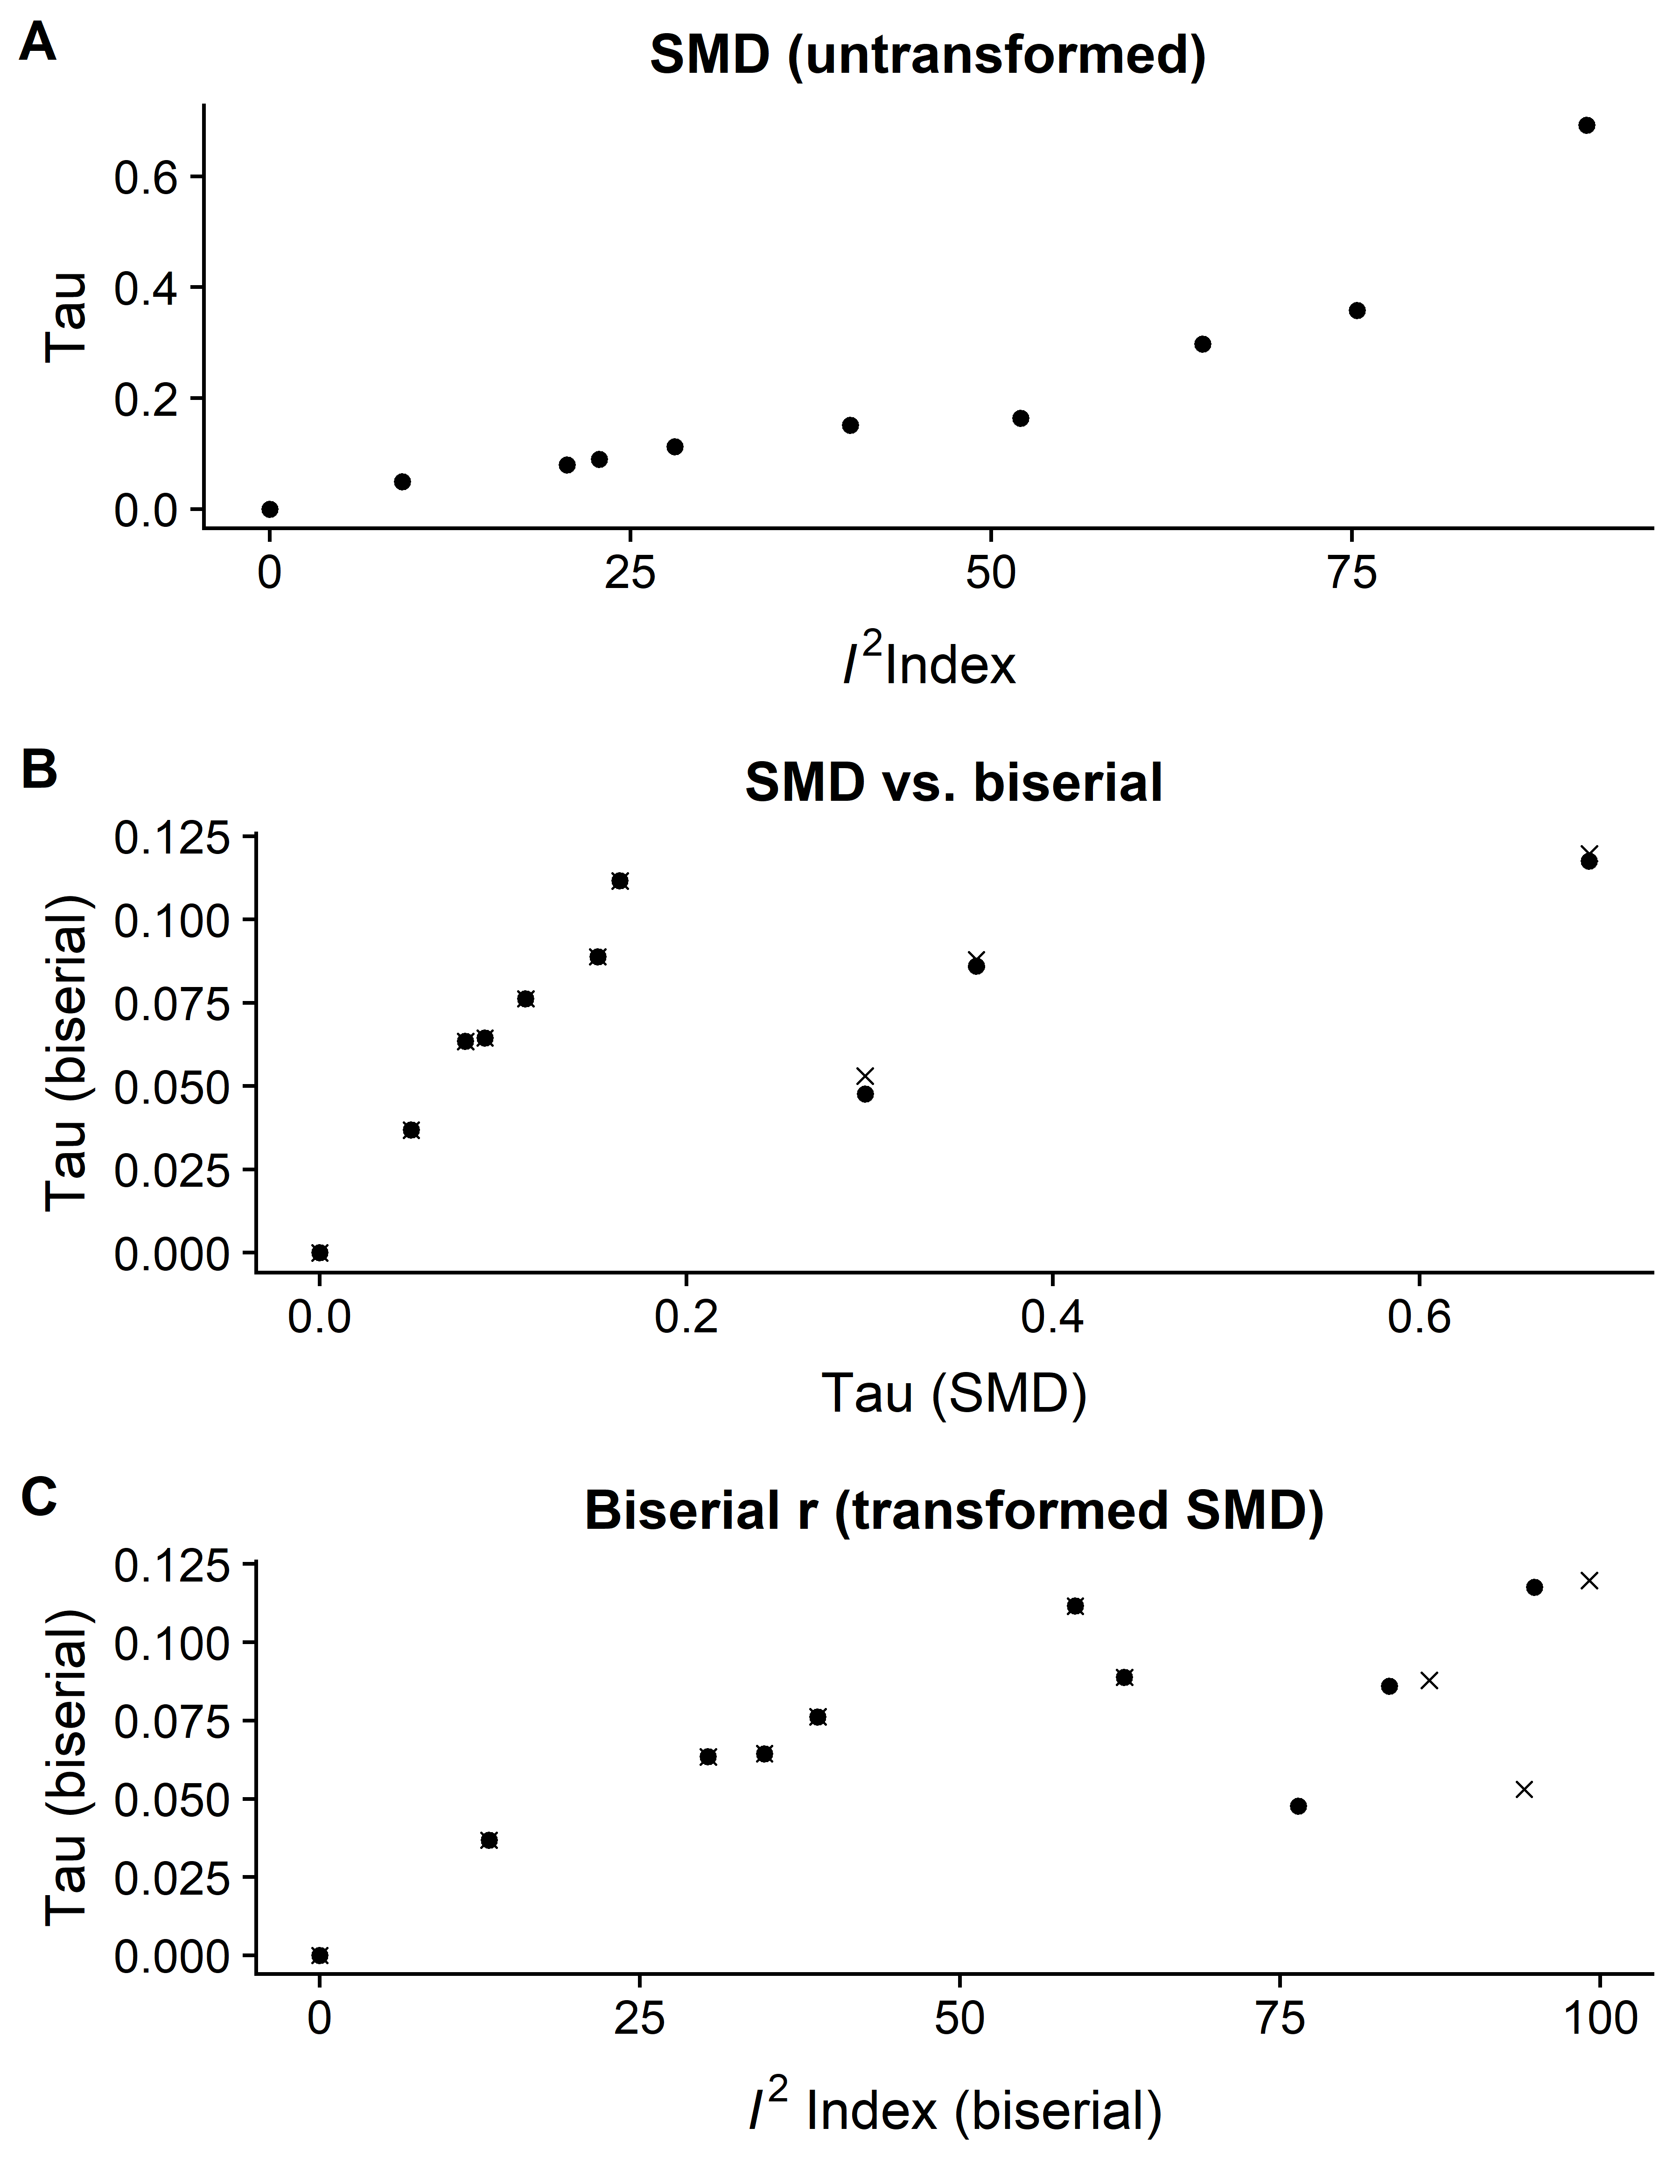 A
SMD (untransformed)
0.6
0.4
0.2
0.0
Tau
0 25 50 75
I² Index
B
SMD vs. biserial
0.125
0.100
0.075
0.050
0.025
0.000
Tau (biserial)
0.0 0.2 0.4 0.6
Tau (SMD)
C
Biserial r (transformed SMD)
0.125
0.100
0.075
0.050
0.025
0.000
Tau (biserial)
0 25 50 75 100
I² Index (biserial)